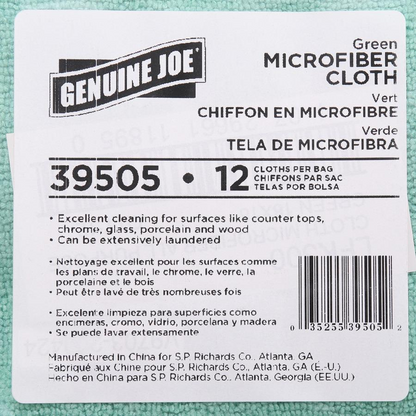 GENUINE JOE
Green
MICROFIBER
CLOTH
Vert
CHIFFON EN MICROFIBRE
Verde
TELA DE MICROFIBRA
39505 • 12 CLOTHS PER BAG
CHIFFONS PAR SAC
TELAS POR BOLSA
• Excellent cleaning for surfaces like counter tops,
chrome, glass, porcelain and wood
• Can be extensively laundered
• Nettoyage excellent pour les surfaces comme
les plans de travail, le chrome, le verre, la
porcelaine et le bois
• Peut être lavé de très nombreuses fois
• Excelente limpieza para superficies como
encimeras, cromo, vidrio, porcelana y madera
• Se puede lavar extensamente
0 35255 39505 2
Manufactured in China for S.P. Richards Co., Atlanta, GA
Fabriqué aux Chine pour S.P. Richards Co., Atlanta, GA (E.-U.)
Hecho en China para S.P. Richards Co., Atlanta, Georgia (EE.UU.)